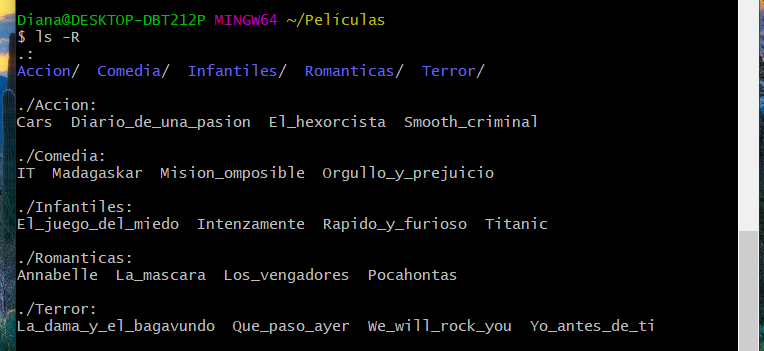 Diana@DESKTOP-DBT212P MINGW64 ~/Películas
$ ls -R
.:
Accion/  Comedia/  Infantiles/  Romanticas/  Terror/
./Accion:
Cars  Diario_de_una_pasion  El_hexorcista  Smooth_criminal
./Comedia:
IT  Madagaskar  Mision_omposible  Orgullo_y_prejuicio
./Infantiles:
El_juego_del_miedo  Intenzamente  Rapido_y_furioso  Titanic
./Romanticas:
Annabelle  La_mascara  Los_vengadores  Pocahontas
./Terror:
La_dama_y_el_bagavundo  Que_paso_ayer  We_will_rock_you  Yo_antes_de_ti